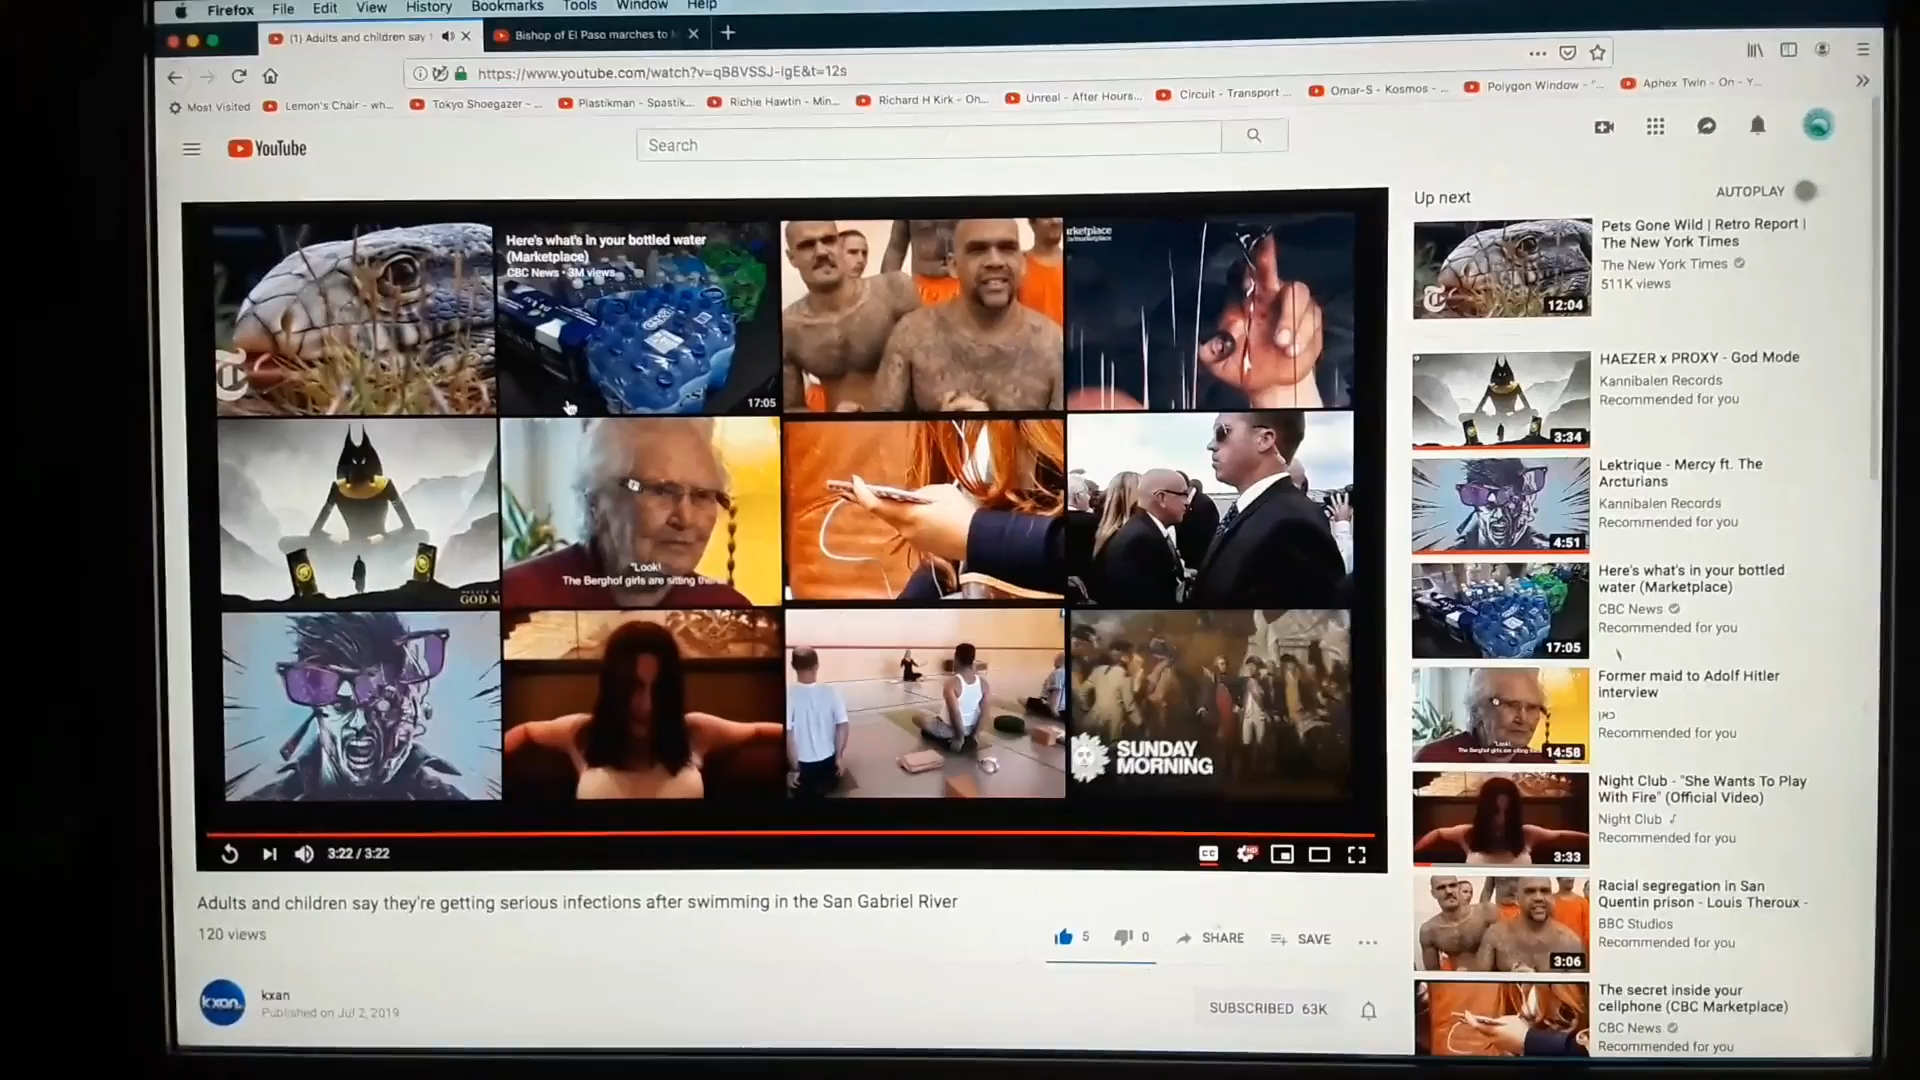 Firefox File Edit View History Bookmarks Tools Window Help
(1) Adults and children say
Bishop of El Paso marches to
https://www.youtube.com/watch?v=qB8VSSJ-IgE&t=12s
Most Visited
Lemon's Chair - wh...
Tokyo Shoegazer - ...
Plastikman - Spastik...
Richie Hawtin - Min...
Richard H Kirk - On...
Unreal - After Hours...
Circuit - Transport ...
Omar-S - Kosmos - ...
Polygon Window - "...
Aphex Twin - On - Y...
YouTube
Search
Here's what's in your bottled water
(Marketplace)
CBC News • 3M views
17:05
rketplace
"Look!
The Berghof girls are sitting
GOD M
SUNDAY
MORNING
3:22 / 3:22
CC
HD
Adults and children say they're getting serious infections after swimming in the San Gabriel River
120 views
5
0
SHARE
SAVE
kxan
kxan
Published on Jul 2, 2019
SUBSCRIBED 63K
Up next
AUTOPLAY
Pets Gone Wild | Retro Report |
The New York Times
The New York Times
511K views
12:04
HAEZER x PROXY - God Mode
Kannibalen Records
Recommended for you
3:34
Lektrique - Mercy ft. The
Arcturians
Kannibalen Records
Recommended for you
4:51
Here's what's in your bottled
water (Marketplace)
CBC News
Recommended for you
17:05
Former maid to Adolf Hitler
interview
כאן
Recommended for you
14:58
Night Club - "She Wants To Play
With Fire" (Official Video)
Night Club
Recommended for you
3:33
Racial segregation in San
Quentin prison - Louis Theroux -
BBC Studios
Recommended for you
3:06
The secret inside your
cellphone (CBC Marketplace)
CBC News
Recommended for you